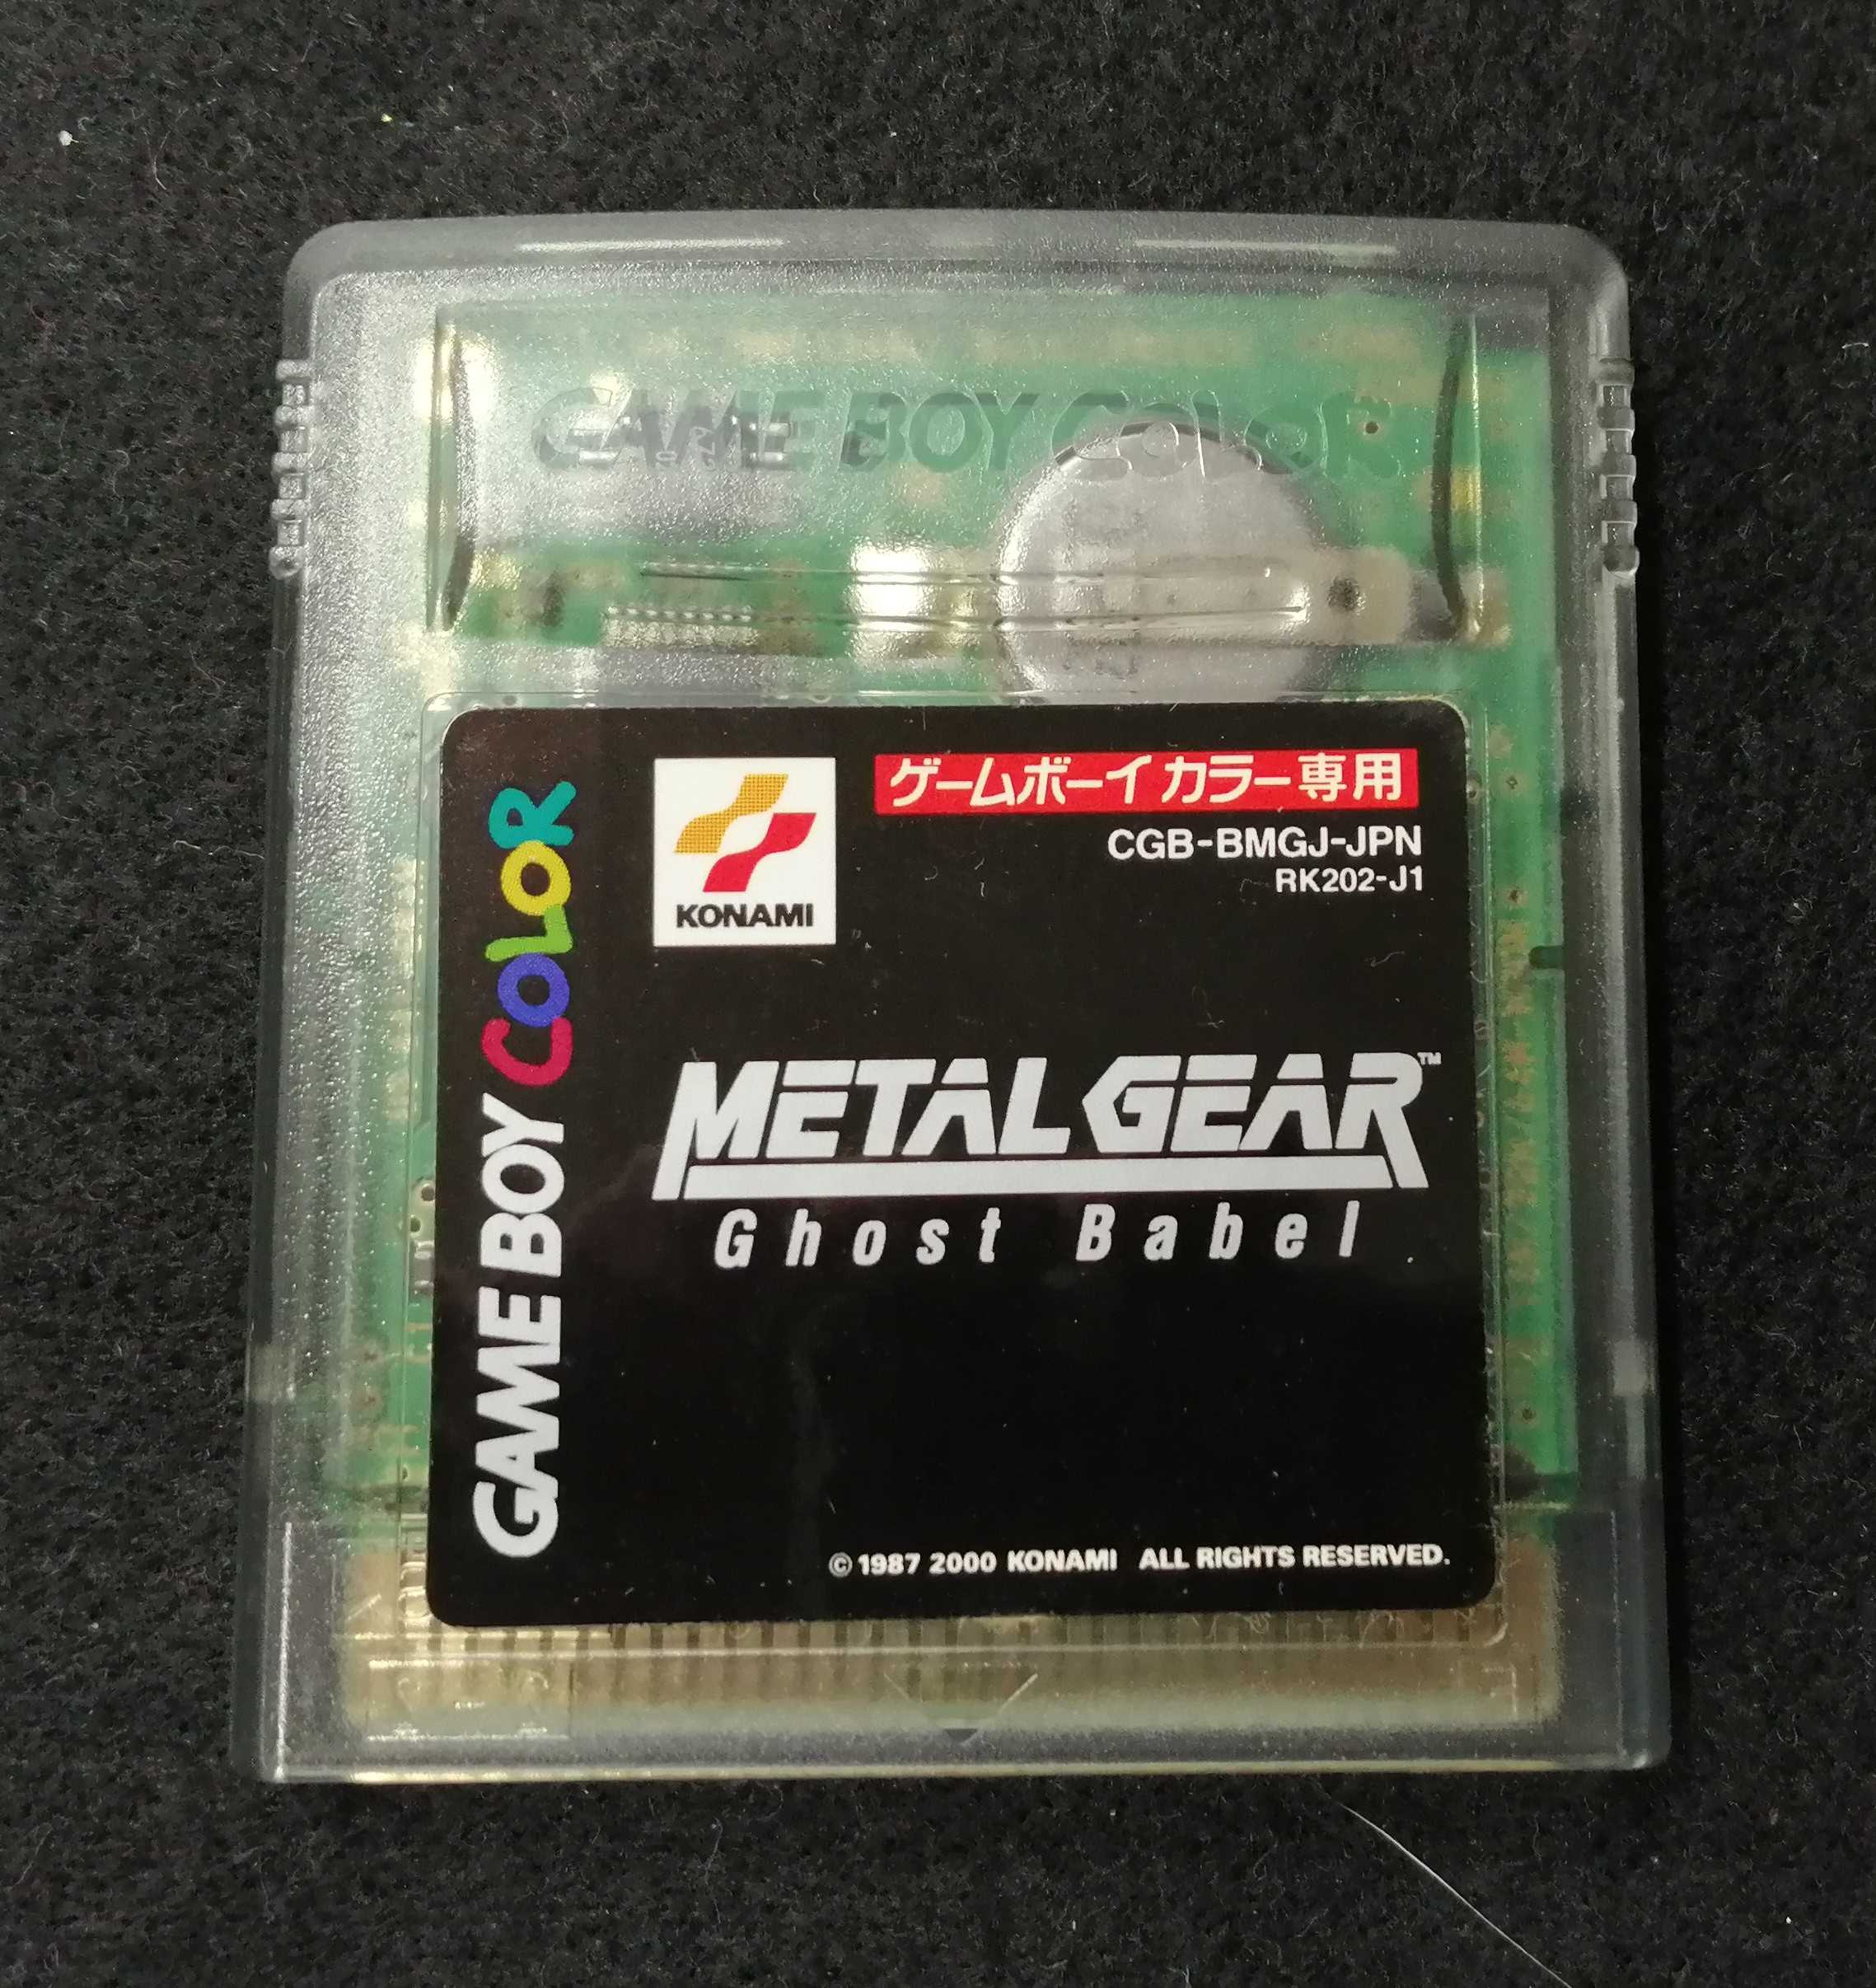 GAME BOY COLOR
GAME BOY COLOR
KONAMI
ゲームボーイカラー専用
CGB-BMGJ-JPN
RK202-J1
METAL GEAR™
Ghost Babel
© 1987 2000 KONAMI ALL RIGHTS RESERVED.